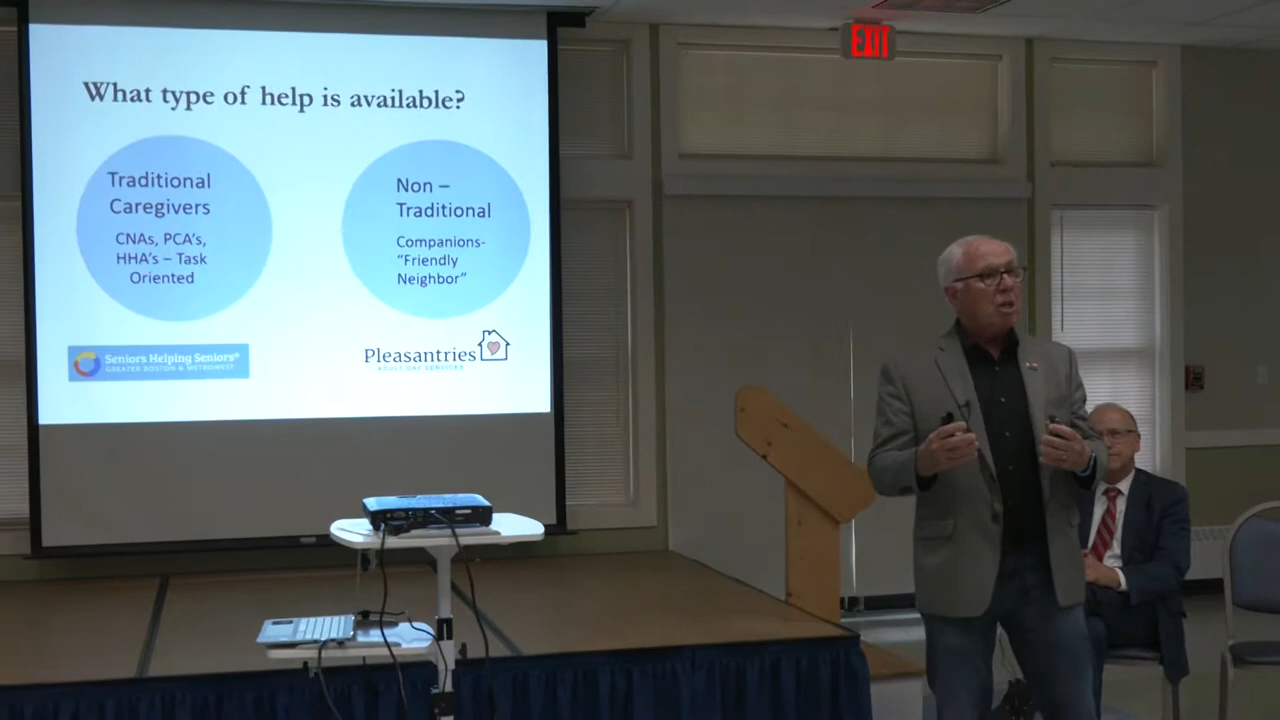 EXIT
What type of help is available?
Traditional
Caregivers
CNAs, PCA's,
HHA's – Task
Oriented
Non –
Traditional
Companions-
"Friendly
Neighbor"
Seniors Helping Seniors®
GREATER BOSTON & METROWEST
Pleasantries
ADULT DAY SERVICES